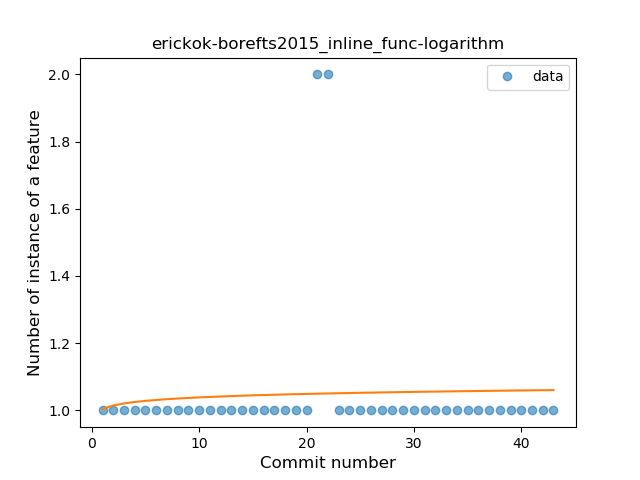 erickok-borefts2015_inline_func-logarithm
data
Number of instance of a feature
2.0
1.8
1.6
1.4
1.2
1.0
0
10
20
30
40
Commit number